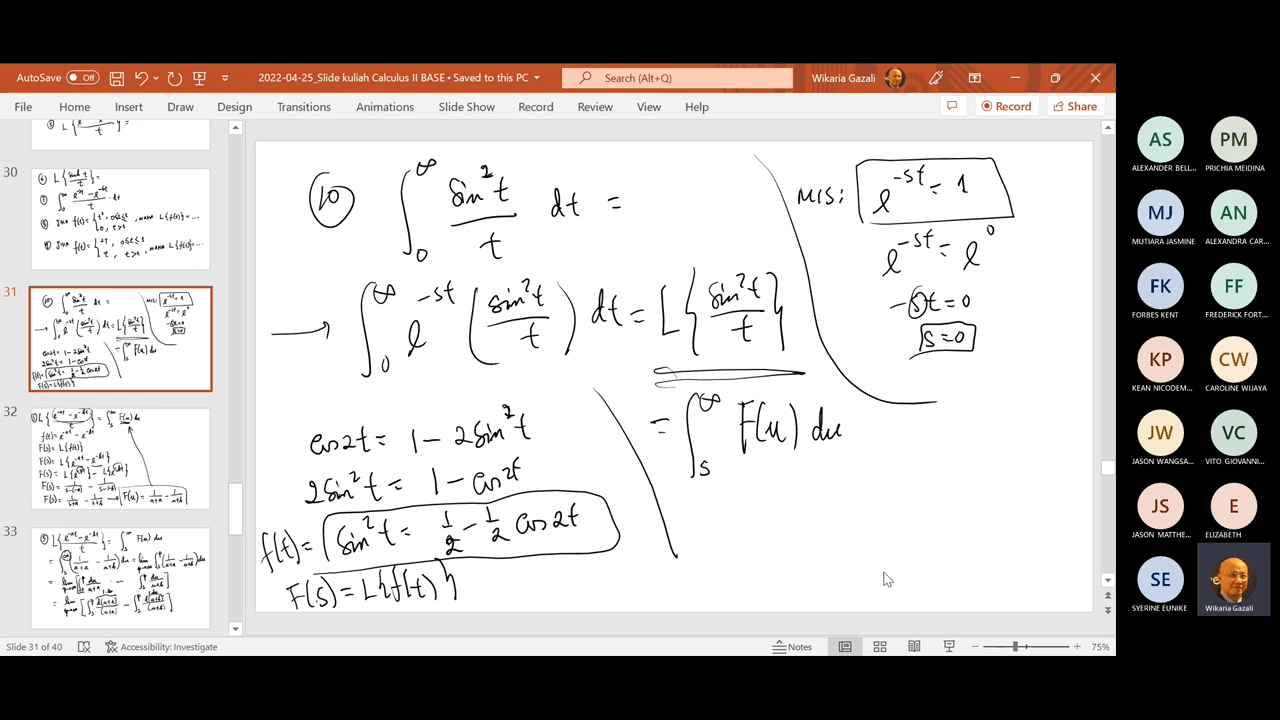 AutoSave Off
2022-04-25_Slide kuliah Calculus II BASE • Saved to this PC
Search (Alt+Q)
Wikaria Gazali
File Home Insert Draw Design Transitions Animations Slide Show Record Review View Help
Record Share
30
31
32
33
⑩ ∫₀^∞ sin²t/t dt =
→ ∫₀^∞ e^{-st} (sin²t/t) dt = L{sin²t/t}
= ∫_s^∞ F(u) du
MIS: e^{-st} = 1
e^{-st} = e^0
-st = 0
s = 0
cos2t = 1 - 2sin²t
2sin²t = 1 - cos2t
f(t) = sin²t = 1/2 - 1/2 cos2t
F(s) = L{f(t)}
AS PM
ALEXANDER BELL... PRICHIA MEIDINA
MJ AN
MUTIARA JASMINE ALEXANDRA CAR...
FK FF
FORBES KENT FREDERICK FORT...
KP CW
KEAN NICODEM... CAROLINE WIJAYA
JW VC
JASON WANGSA... VITO GIOVANNI...
JS E
JASON MATTHE... ELIZABETH
SE
SYERINE EUNIKE Wikaria Gazali
Slide 31 of 40 Accessibility: Investigate
Notes
75%